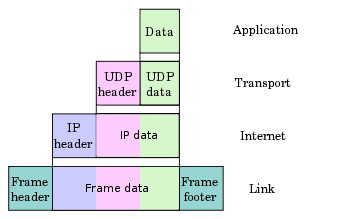 Data
Application
UDP
header
UDP
data
Transport
IP
header
IP data
Internet
Frame
header
Frame data
Frame
footer
Link